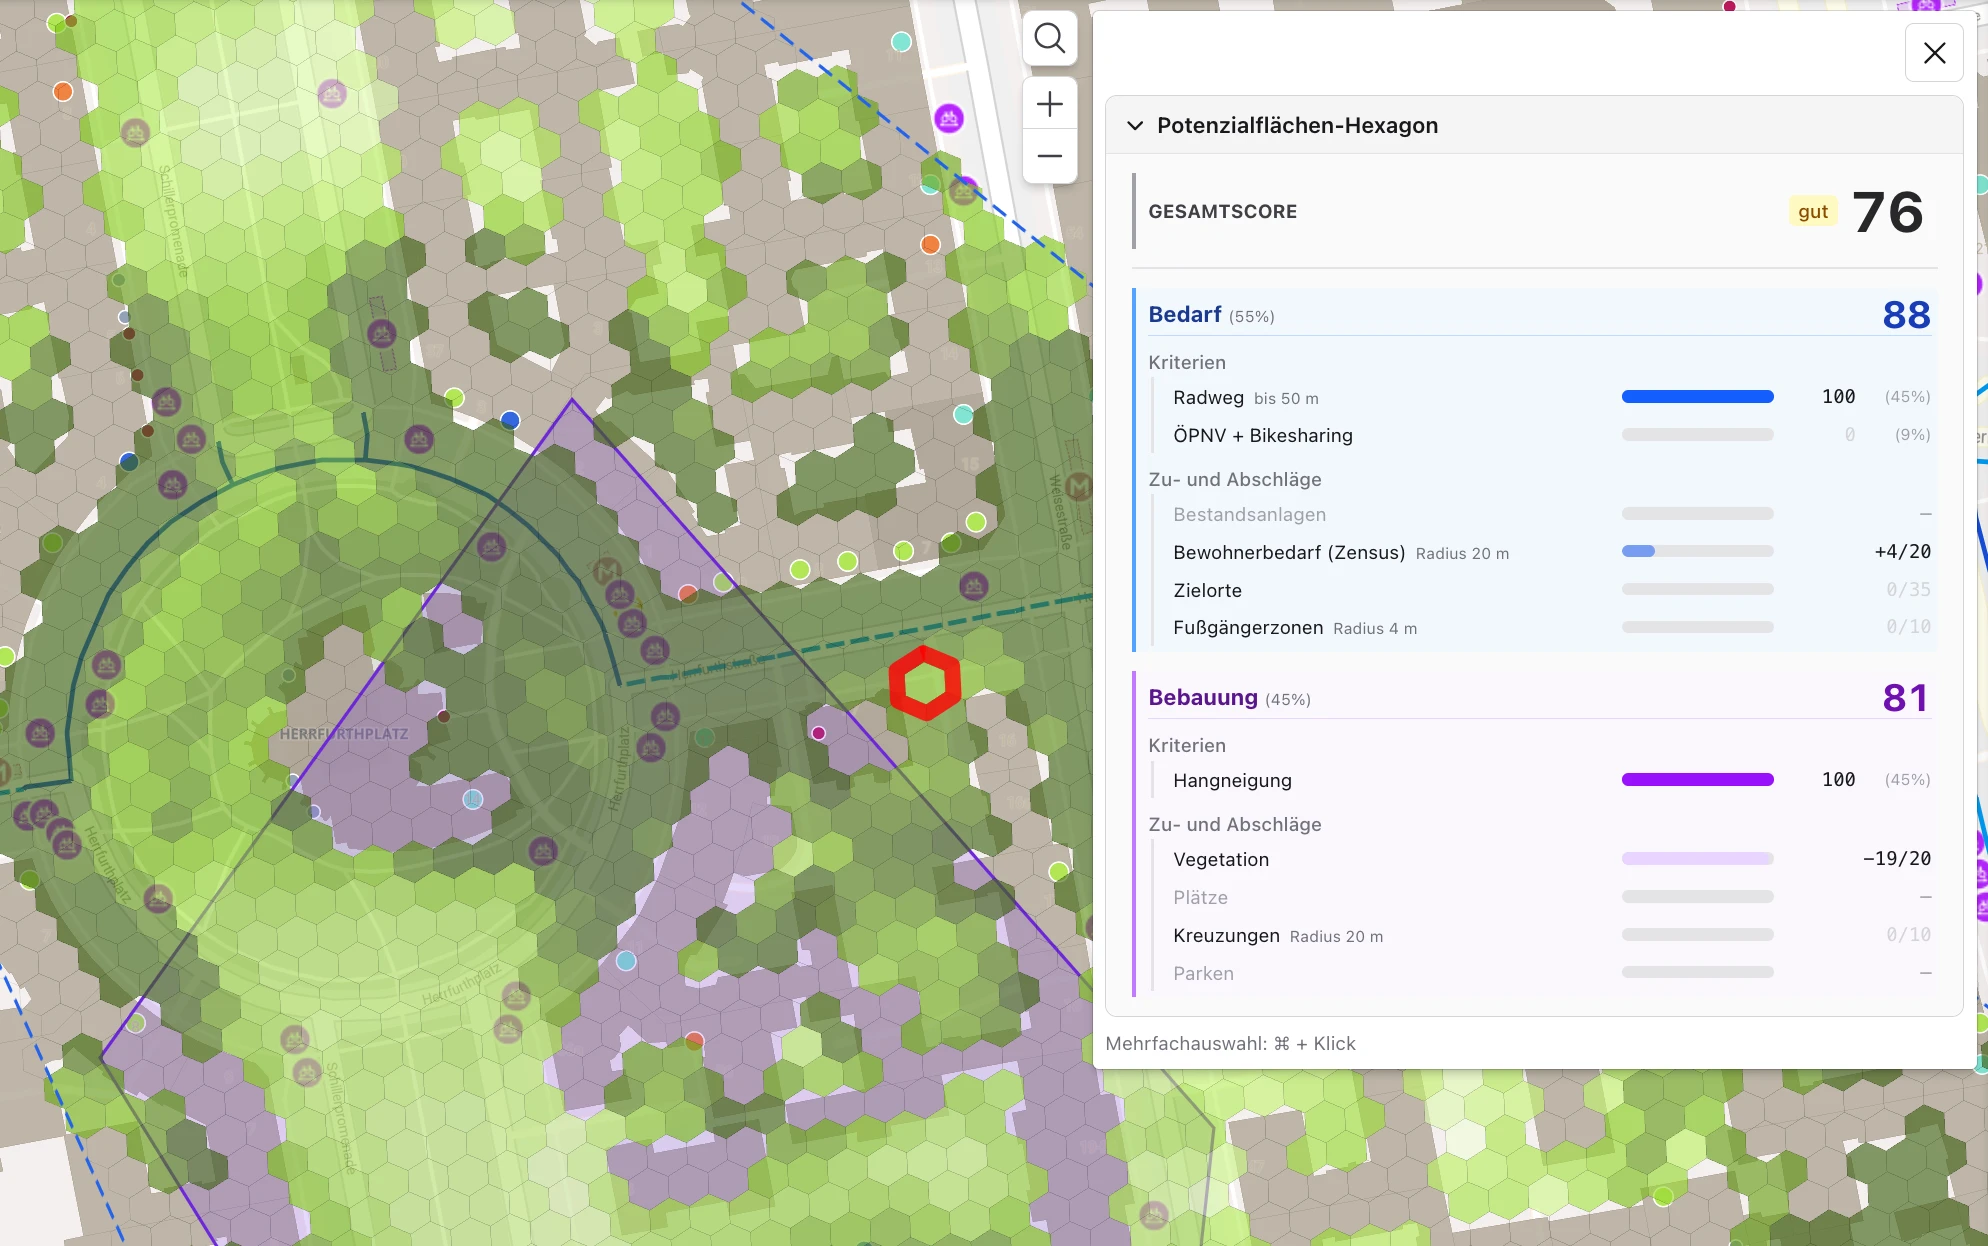 Potenzialflächen-Hexagon
GESAMTSCORE gut 76
Bedarf (55%) 88
Kriterien
Radweg bis 50 m 100 (45%)
ÖPNV + Bikesharing 0 (9%)
Zu- und Abschläge
Bestandsanlagen –
Bewohnerbedarf (Zensus) Radius 20 m +4/20
Zielorte 0/35
Fußgängerzonen Radius 4 m 0/10
Bebauung (45%) 81
Kriterien
Hangneigung 100 (45%)
Zu- und Abschläge
Vegetation −19/20
Plätze –
Kreuzungen Radius 20 m 0/10
Parken –
Mehrfachauswahl: ⌘ + Klick
Schillerpromenade
Weisestraße
Herrfurthstraße
HERRFURTHPLATZ
Herrfurthplatz
Herrfurthplatz
Herrfurthplatz
Schillerpromenade
15
M
M